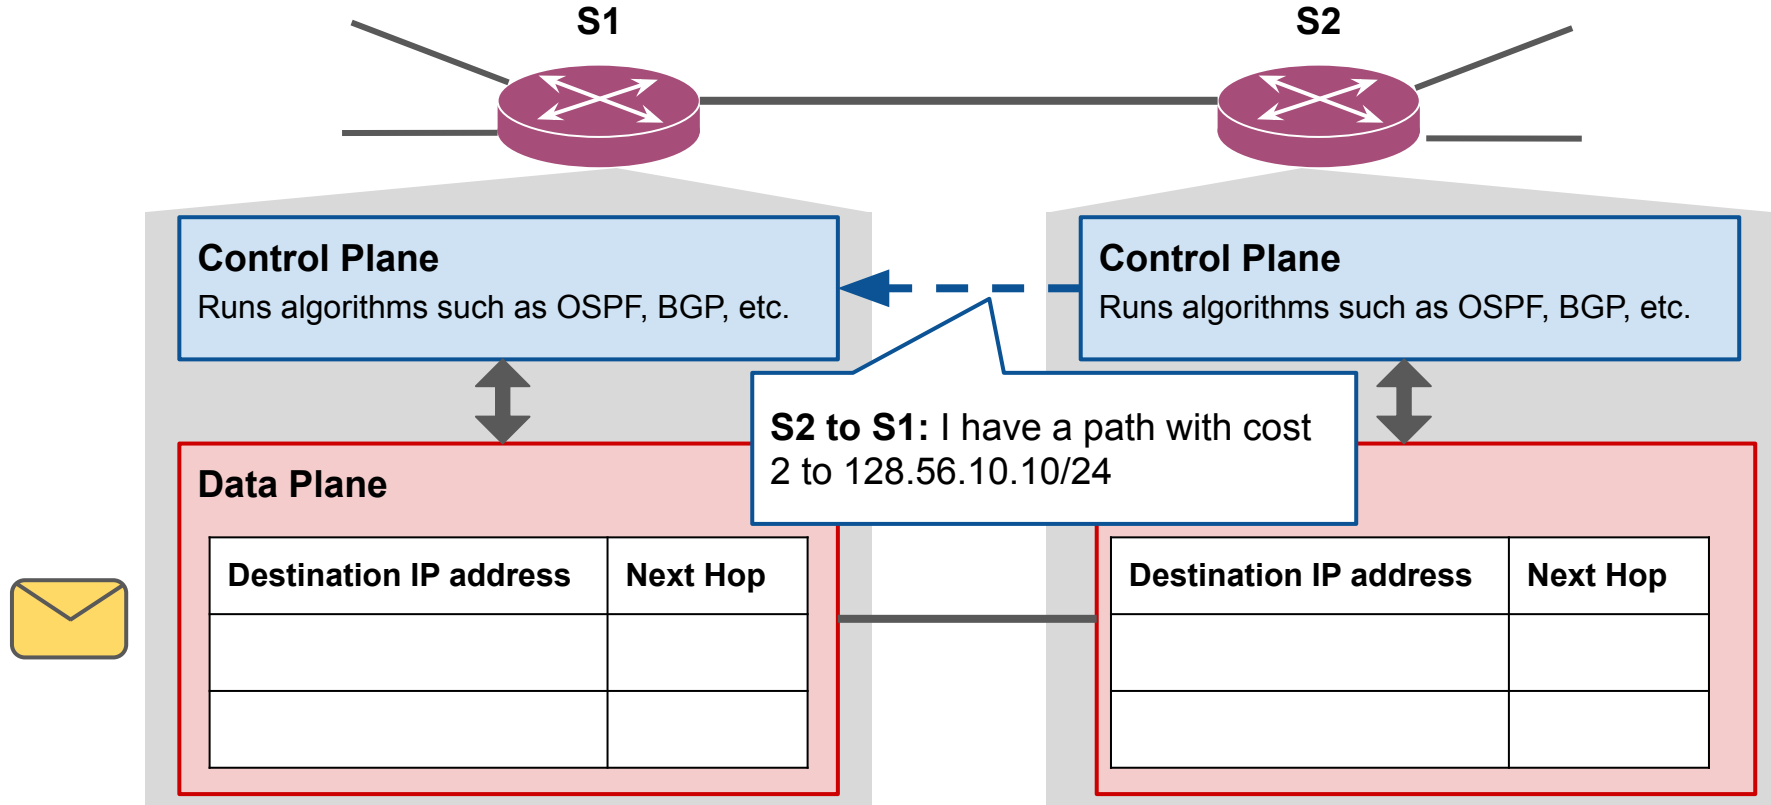 S1
S2
Control Plane
Runs algorithms such as OSPF, BGP, etc.
Control Plane
Runs algorithms such as OSPF, BGP, etc.
S2 to S1: I have a path with cost
2 to 128.56.10.10/24
Data Plane
Destination IP address Next Hop
Destination IP address Next Hop